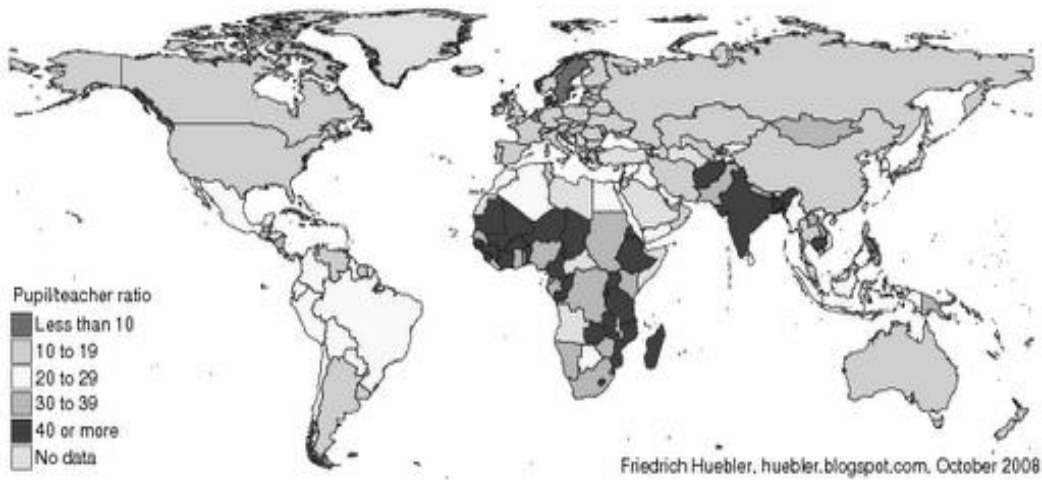 Pupil/teacher ratio
Less than 10
10 to 19
20 to 29
30 to 39
40 or more
No data
Friedrich Huebler, huebler.blogspot.com, October 2008